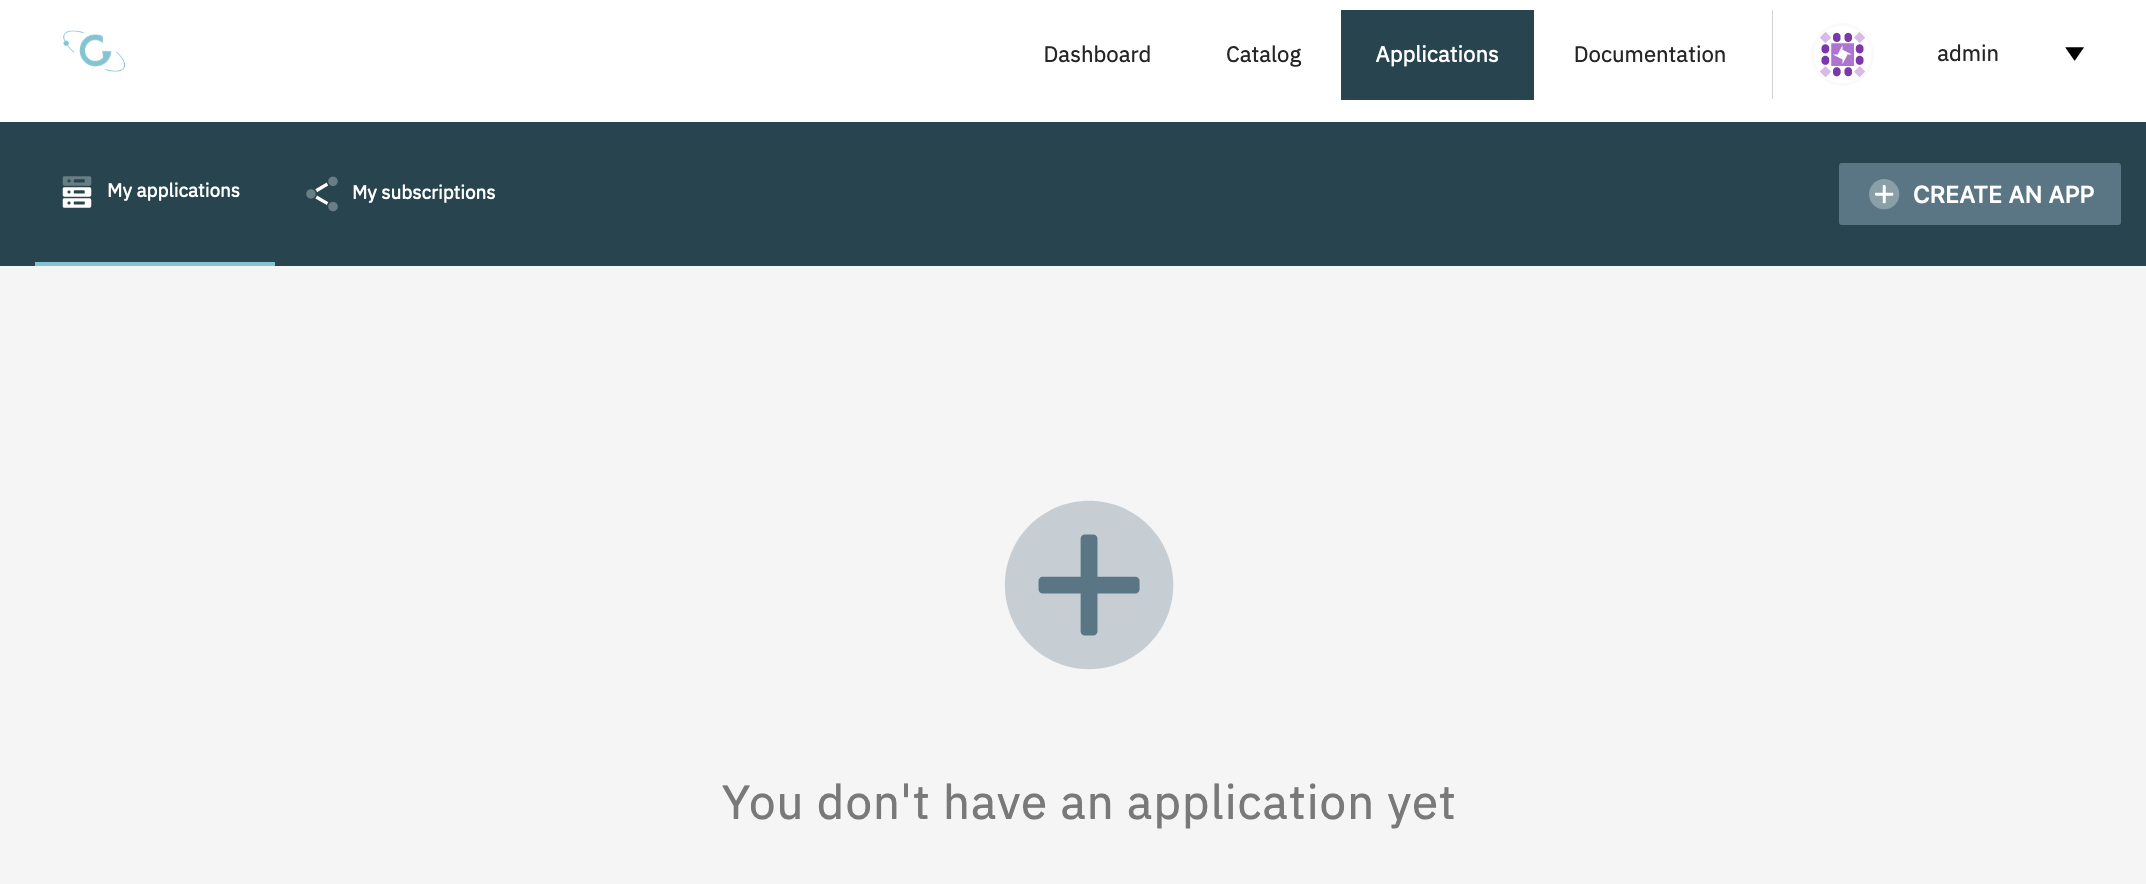 Dashboard
Catalog
Applications
Documentation
admin
My applications
My subscriptions
CREATE AN APP
You don't have an application yet